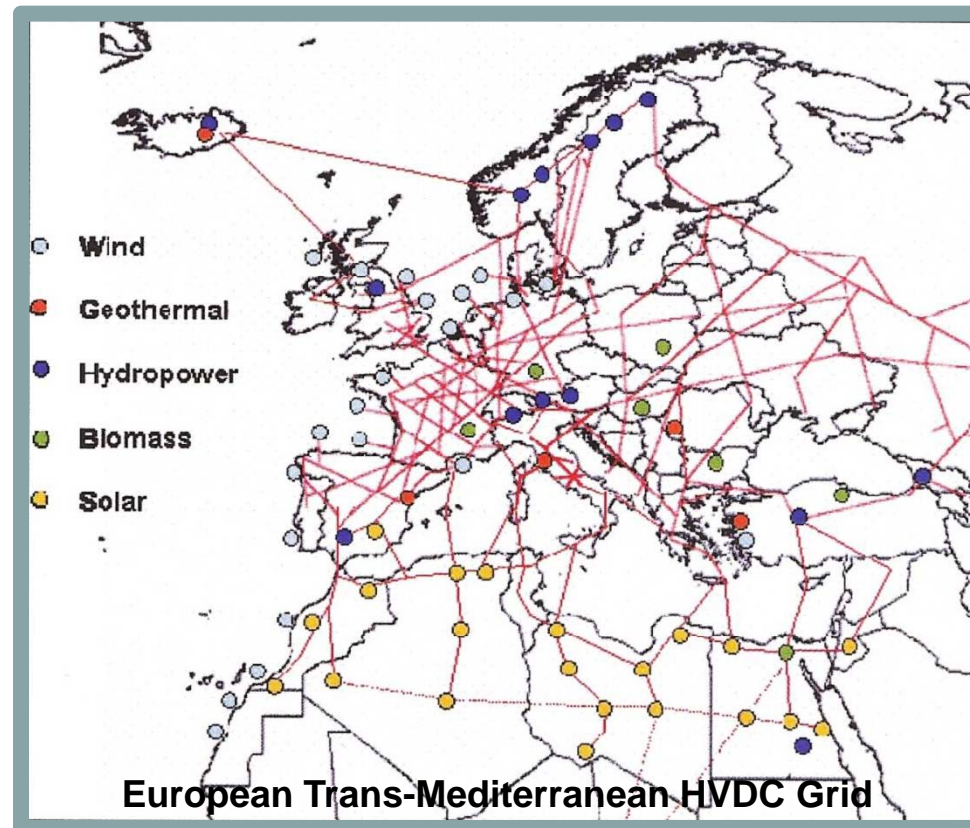 Wind
Geothermal
Hydropower
Biomass
Solar
European Trans-Mediterranean HVDC Grid